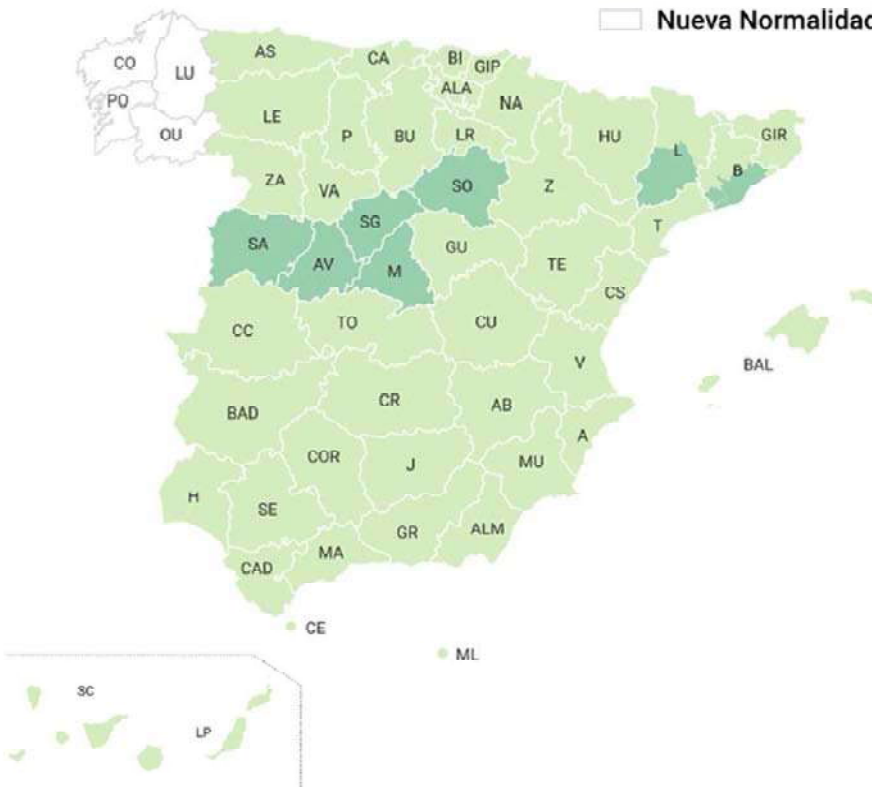 Nueva Normalidad
AS
CA
BI
GIP
CO
LU
ALA
NA
PO
LE
P
BU
LR
HU
L
GIR
OU
ZA
VA
SO
Z
B
SG
SA
AV
M
GU
TE
T
CS
CC
TO
CU
V
BAL
BAD
CR
AB
A
COR
J
MU
H
SE
GR
ALM
MA
CAD
CE
ML
SC
LP